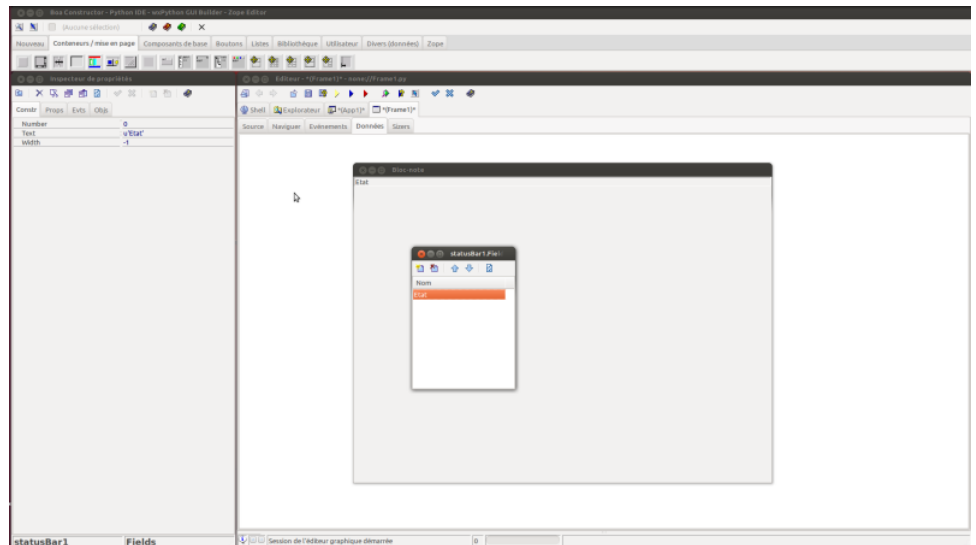 Boa Constructor - Python IDE - wxPython GUI Builder - Zope Editor
(Aucune sélection)
Nouveau Conteneurs / mise en page Composants de base Boutons Listes Bibliothèque Utilisateur Divers (données) Zope
Inspecteur de propriétés
Editeur - *(Frame1)* - none://Frame1.py
Shell Explorateur *(App1)* *(Frame1)*
Constr Props Evts Objs
Source Naviguer Evènements Données Sizers
Number 0
Text u'Etat'
Width -1
Bloc-note
Etat
statusBar1.Fiel
Nom
Etat
statusBar1 Fields
Session de l'éditeur graphique démarrée 0